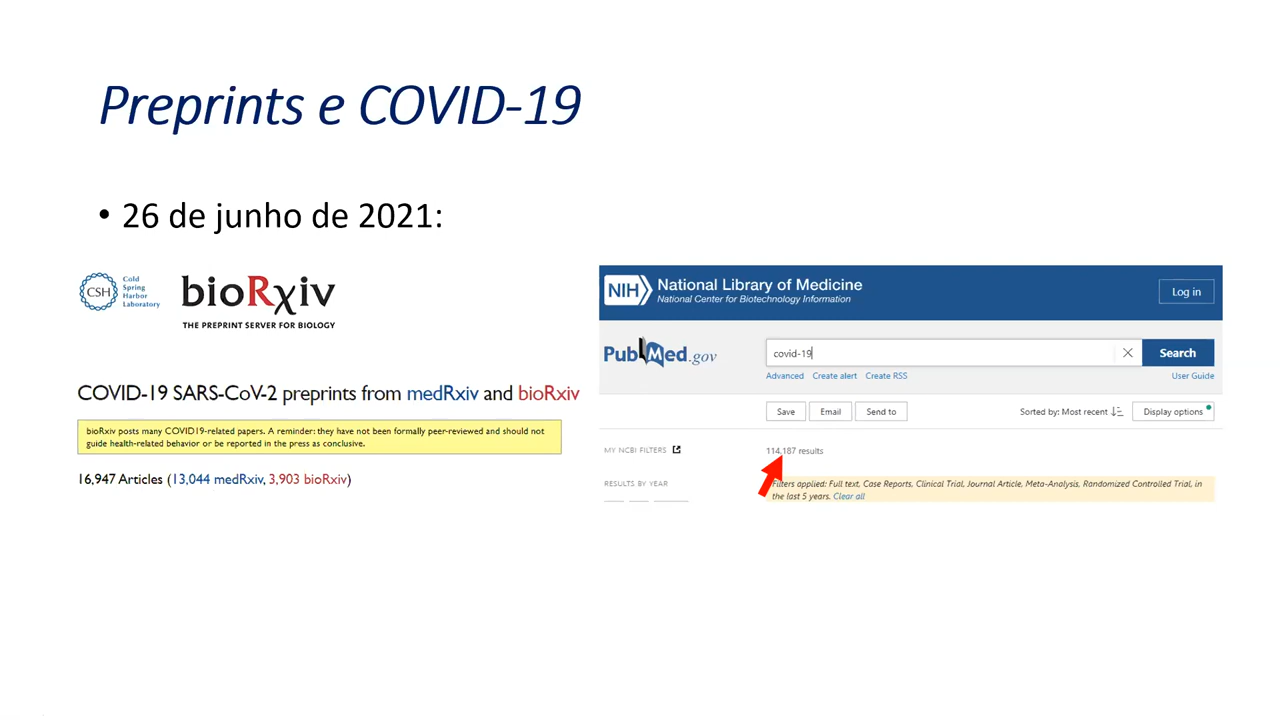 Preprints e COVID-19
• 26 de junho de 2021:
CSH
Cold
Spring
Harbor
Laboratory
bioRxiv
THE PREPRINT SERVER FOR BIOLOGY
COVID-19 SARS-CoV-2 preprints from medRxiv and bioRxiv
bioRxiv posts many COVID19-related papers. A reminder: they have not been formally peer-reviewed and should not
guide health-related behavior or be reported in the press as conclusive.
16,947 Articles (13,044 medRxiv, 3,903 bioRxiv)
NIH
National Library of Medicine
National Center for Biotechnology Information
Log in
PubMed.gov
covid-19
Search
Advanced Create alert Create RSS
User Guide
Save Email Send to
Sorted by: Most recent
Display options
MY NCBI FILTERS
114,187 results
RESULTS BY YEAR
Filters applied: Full text, Case Reports, Clinical Trial, Journal Article, Meta-Analysis, Randomized Controlled Trial, in
the last 5 years. Clear all